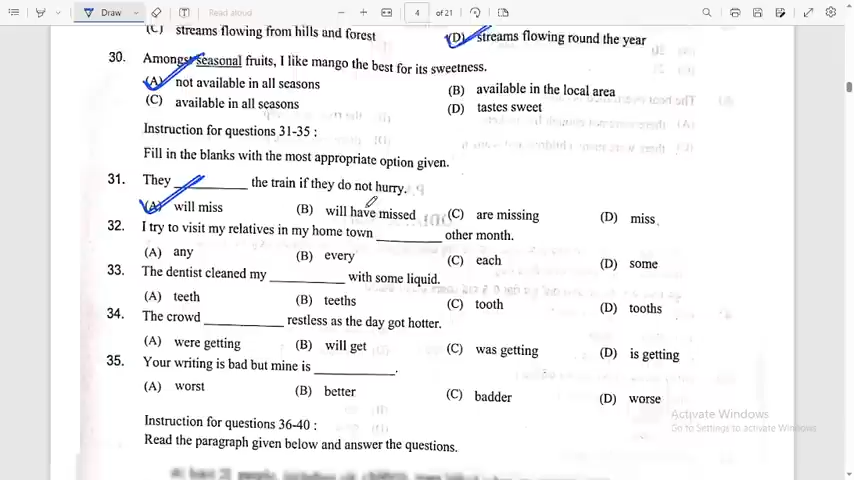 Draw
Read aloud
4 of 21
(C) streams flowing from hills and forest
(D) streams flowing round the year
30. Amongst seasonal fruits, I like mango the best for its sweetness.
(A) not available in all seasons
(B) available in the local area
(C) available in all seasons
(D) tastes sweet
Instruction for questions 31-35 :
Fill in the blanks with the most appropriate option given.
31. They ________ the train if they do not hurry.
(A) will miss (B) will have missed (C) are missing (D) miss
32. I try to visit my relatives in my home town ________ other month.
(A) any (B) every (C) each (D) some
33. The dentist cleaned my ________ with some liquid.
(A) teeth (B) teeths (C) tooth (D) tooths
34. The crowd ________ restless as the day got hotter.
(A) were getting (B) will get (C) was getting (D) is getting
35. Your writing is bad but mine is ________.
(A) worst (B) better (C) badder (D) worse
Instruction for questions 36-40 :
Read the paragraph given below and answer the questions.
Activate Windows
Go to Settings to activate Windows.